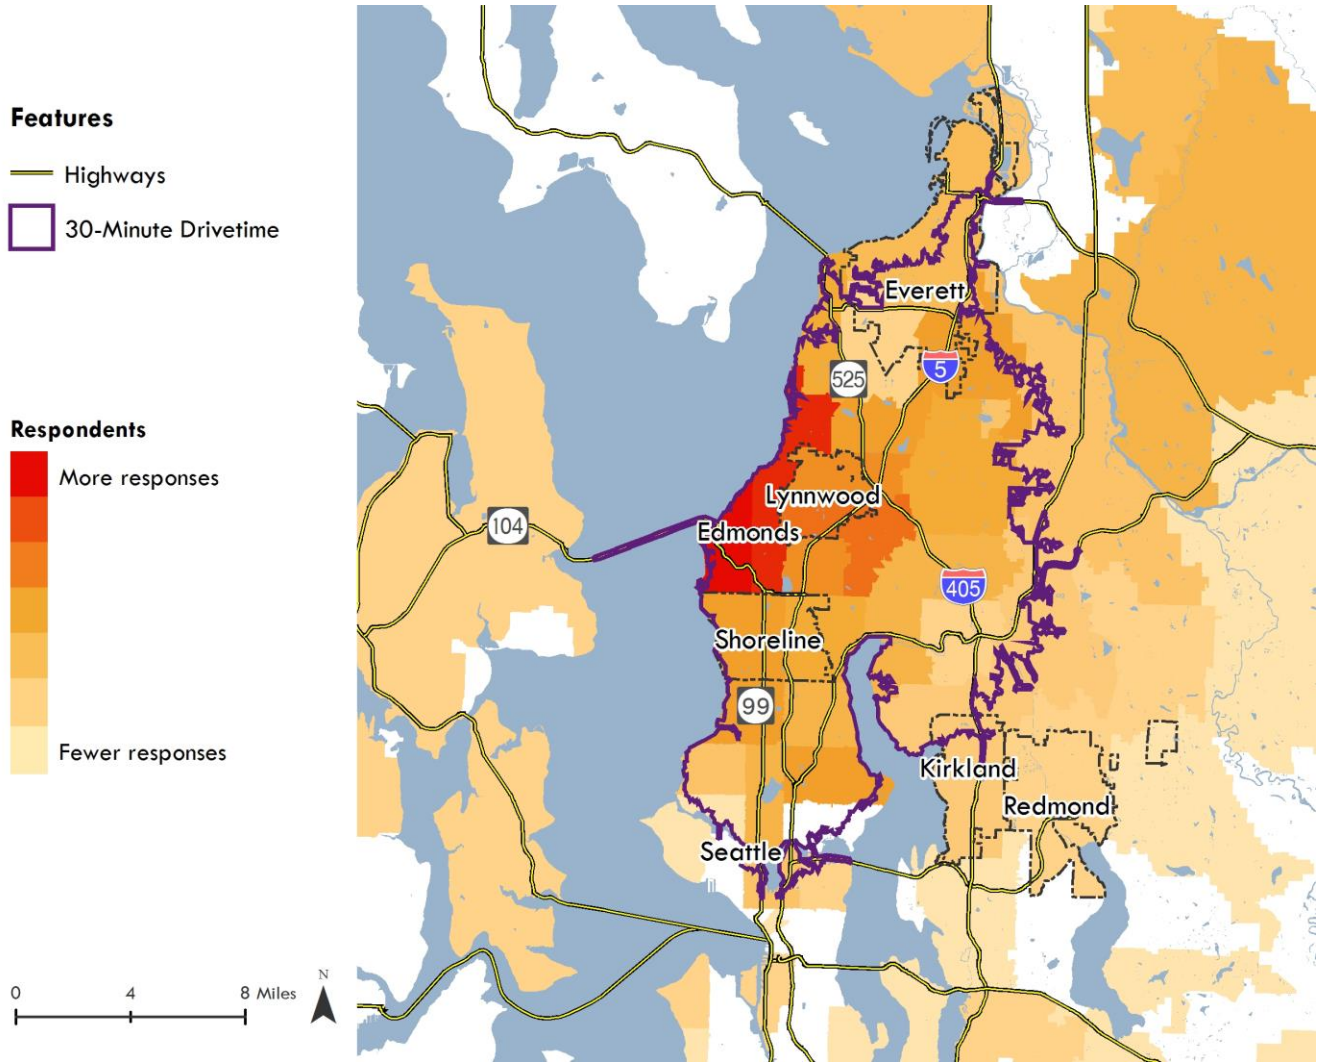 Features
Highways
30-Minute Drivetime
Respondents
More responses
Fewer responses
0 4 8 Miles
N
Everett
525
5
Lynnwood
Edmonds
104
405
Shoreline
99
Kirkland
Redmond
Seattle